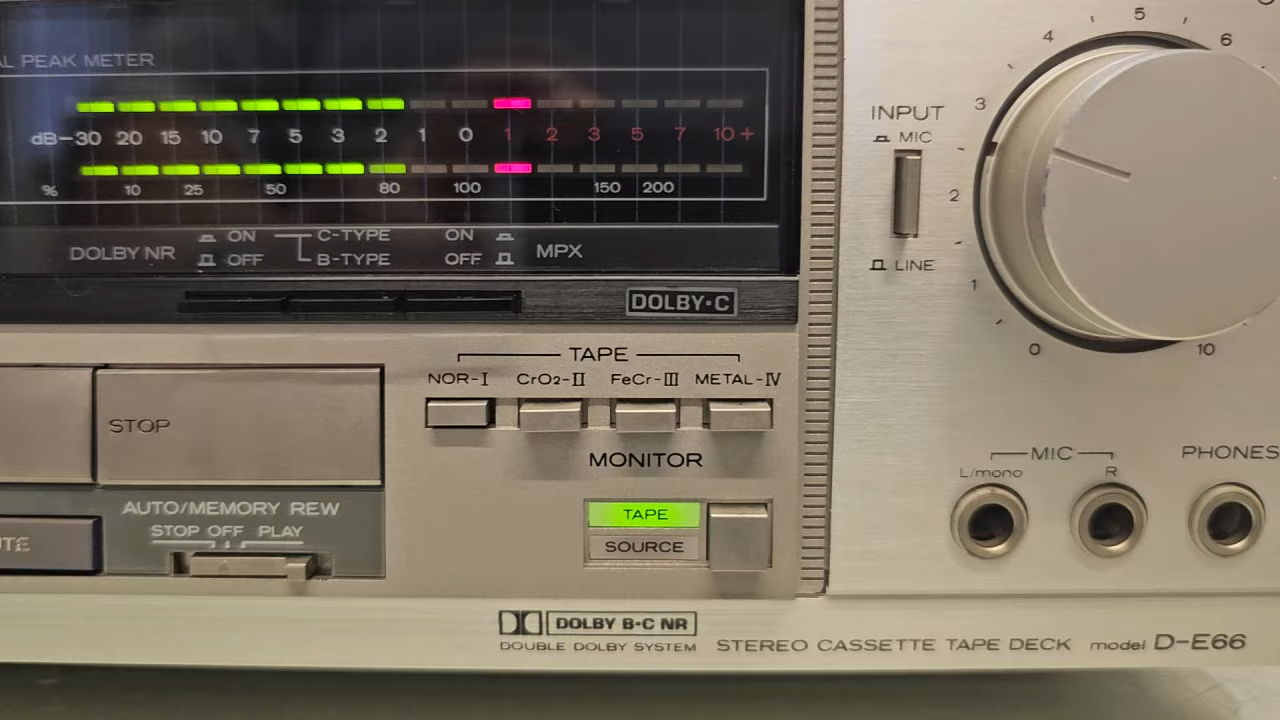 AL PEAK METER
dB-30 20 15 10 7 5 3 2 1 0 1 2 3 5 7 10+
% 10 25 50 80 100 150 200
DOLBY NR ON OFF C-TYPE B-TYPE ON OFF MPX
DOLBY·C
TAPE
NOR-I CrO2-II FeCr-III METAL-IV
STOP
MONITOR
TAPE
SOURCE
AUTO/MEMORY REW
STOP OFF PLAY
UTE
INPUT
MIC
LINE
0 1 2 3 4 5 6 10
MIC
L/mono R
PHONES
DOLBY B·C NR
DOUBLE DOLBY SYSTEM
STEREO CASSETTE TAPE DECK model D-E66